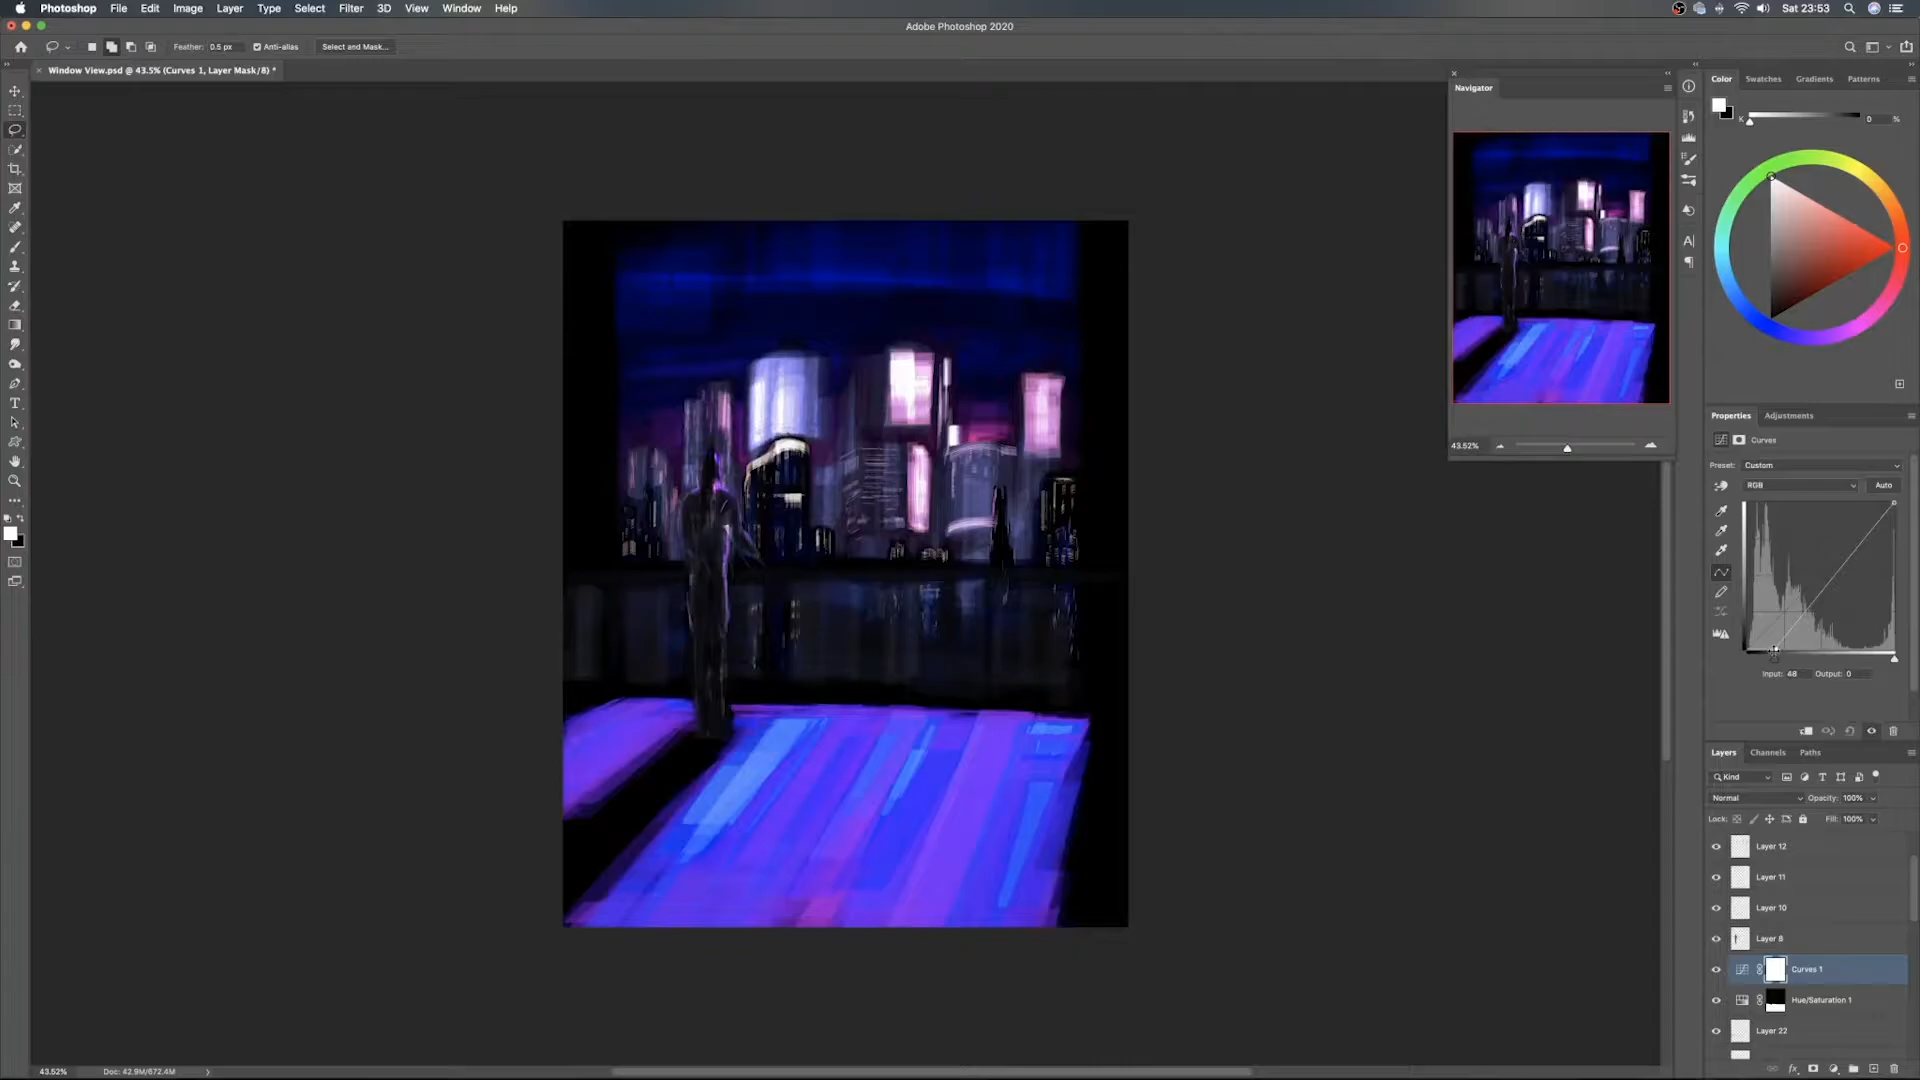 Photoshop File Edit Image Layer Type Select Filter 3D View Window Help
Sat 23:53
Adobe Photoshop 2020
Feather: 0.5 px
Anti-alias
Select and Mask...
Window View.psd @ 43.5% (Curves 1, Layer Mask/8) *
Navigator
43.52%
Color Swatches Gradients Patterns
K 0 %
Properties Adjustments
Curves
Preset: Custom
RGB Auto
Input: 48 Output: 0
Layers Channels Paths
Kind
Normal Opacity: 100%
Lock: Fill: 100%
Layer 12
Layer 11
Layer 10
Layer 8
Curves 1
Hue/Saturation 1
Layer 22
43.52% Doc: 42.9M/672.4M